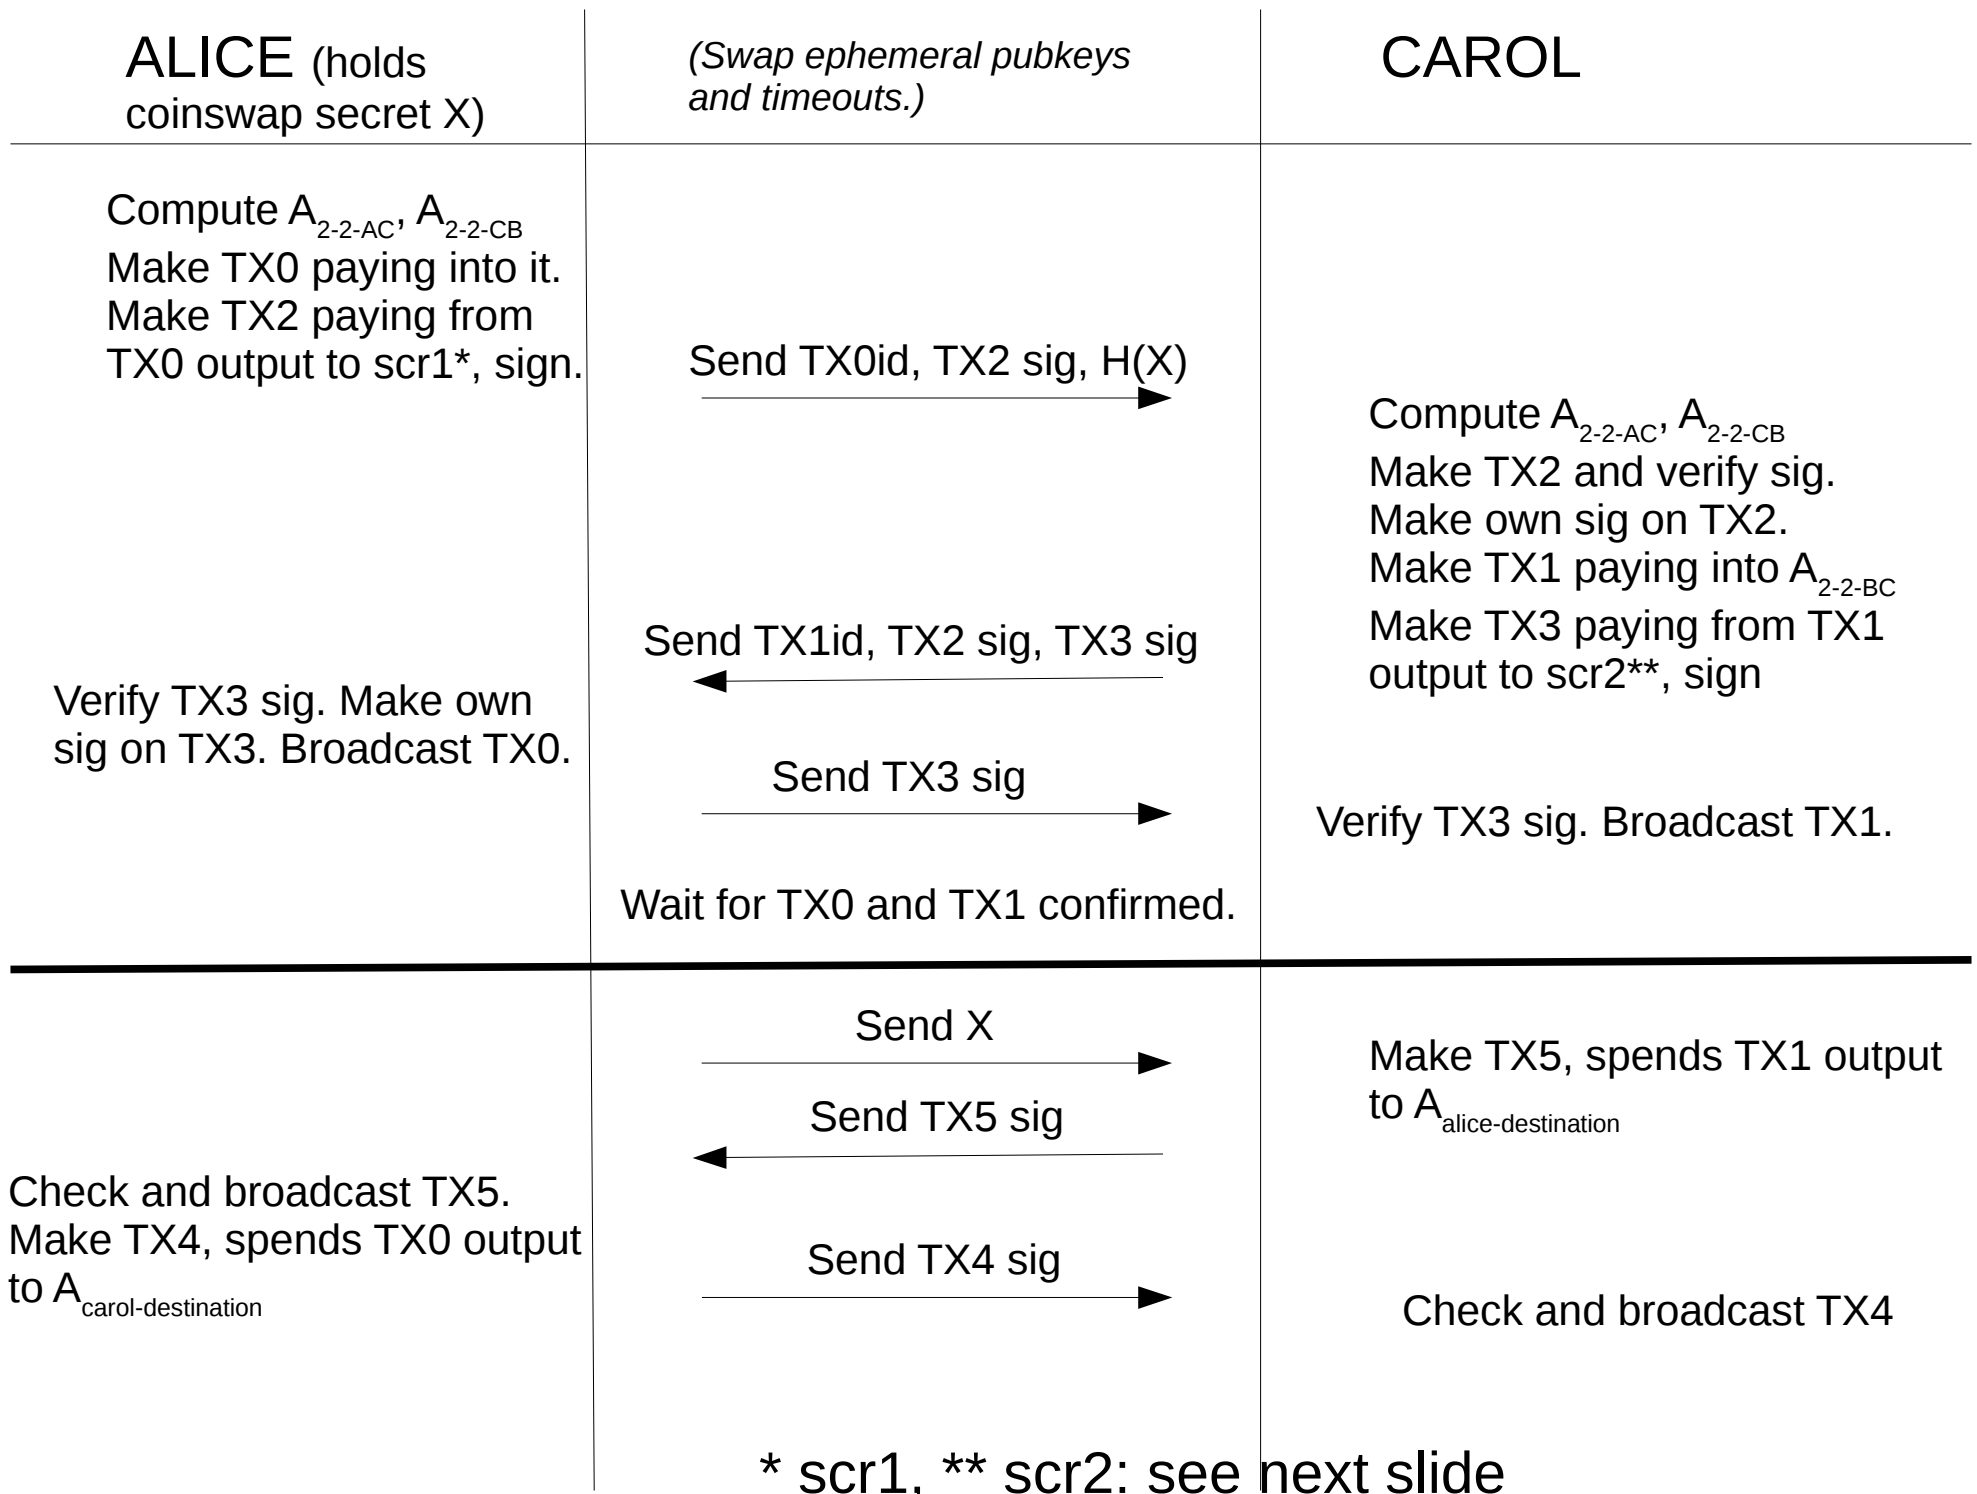 ALICE (holds
coinswap secret X)
(Swap ephemeral pubkeys
and timeouts.)
CAROL
Compute A2-2-AC, A2-2-CB
Make TX0 paying into it.
Make TX2 paying from
TX0 output to scr1*, sign.
Send TX0id, TX2 sig, H(X)
Compute A2-2-AC, A2-2-CB
Make TX2 and verify sig.
Make own sig on TX2.
Make TX1 paying into A2-2-BC
Make TX3 paying from TX1
output to scr2**, sign
Send TX1id, TX2 sig, TX3 sig
Verify TX3 sig. Make own
sig on TX3. Broadcast TX0.
Send TX3 sig
Verify TX3 sig. Broadcast TX1.
Wait for TX0 and TX1 confirmed.
Send X
Make TX5, spends TX1 output
to Aalice-destination
Send TX5 sig
Check and broadcast TX5.
Make TX4, spends TX0 output
to Acarol-destination
Send TX4 sig
Check and broadcast TX4
* scr1, ** scr2: see next slide